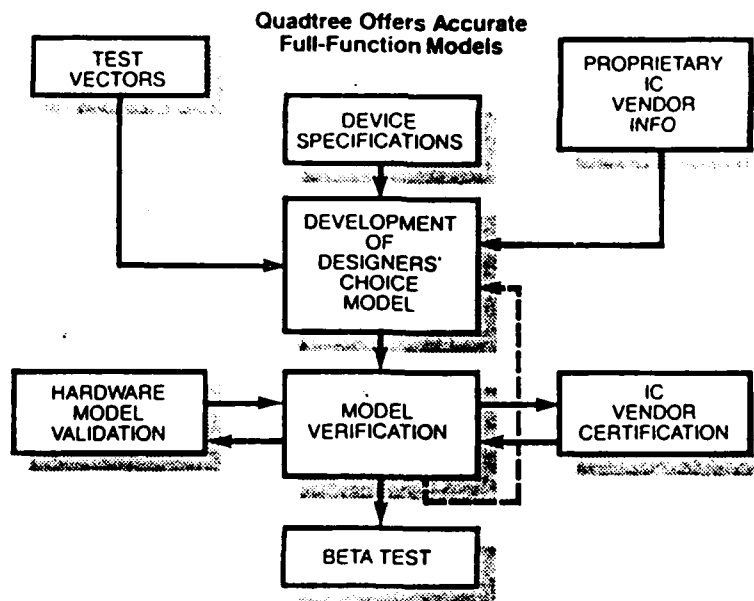 Quadtree Offers Accurate
Full-Function Models
TEST
VECTORS
DEVICE
SPECIFICATIONS
PROPRIETARY
IC
VENDOR
INFO
DEVELOPMENT
OF
DESIGNERS'
CHOICE
MODEL
HARDWARE
MODEL
VALIDATION
MODEL
VERIFICATION
IC
VENDOR
CERTIFICATION
BETA TEST